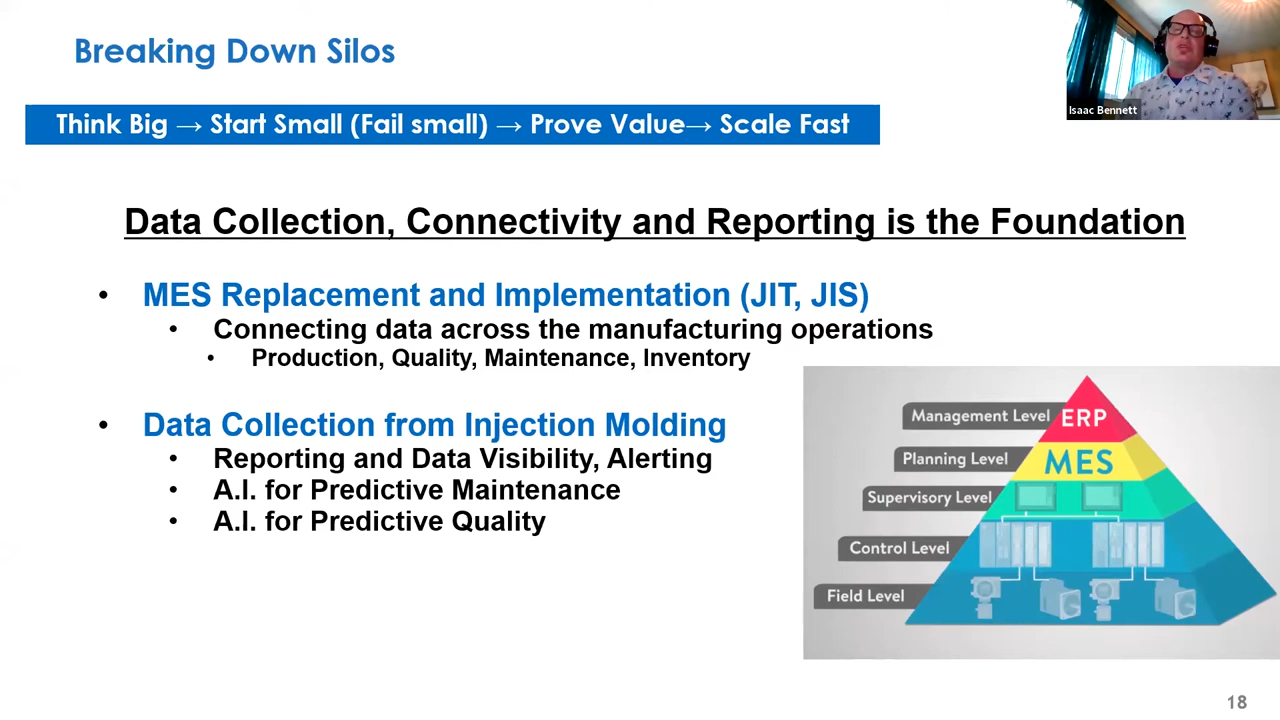 Breaking Down Silos
Isaac Bennett
Think Big → Start Small (Fail small) → Prove Value→ Scale Fast
Data Collection, Connectivity and Reporting is the Foundation
• MES Replacement and Implementation (JIT, JIS)
• Connecting data across the manufacturing operations
• Production, Quality, Maintenance, Inventory
• Data Collection from Injection Molding
• Reporting and Data Visibility, Alerting
• A.I. for Predictive Maintenance
• A.I. for Predictive Quality
Management Level ERP
Planning Level MES
Supervisory Level
Control Level
Field Level
18